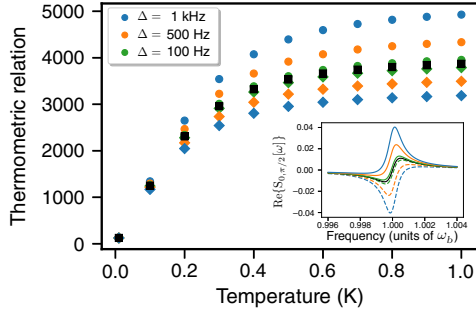 Thermometric relation
5000
4000
3000
2000
1000
0
Δ = 1 kHz
Δ = 500 Hz
Δ = 100 Hz
Re{S₀,π/2[ω]}
0.04
0.02
0.00
−0.02
−0.04
0.996 0.998 1.000 1.002 1.004
Frequency (units of ω_b)
0.0 0.2 0.4 0.6 0.8 1.0
Temperature (K)